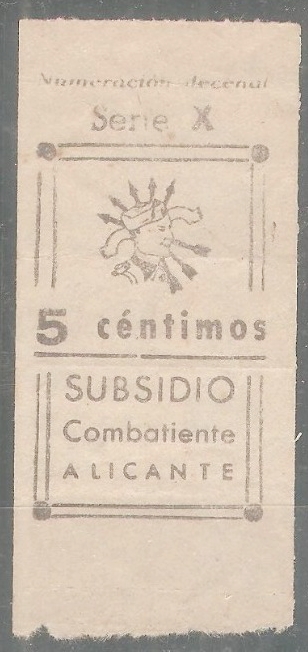 Numeración decenal
Serie X
5 céntimos
SUBSIDIO
Combatiente
ALICANTE